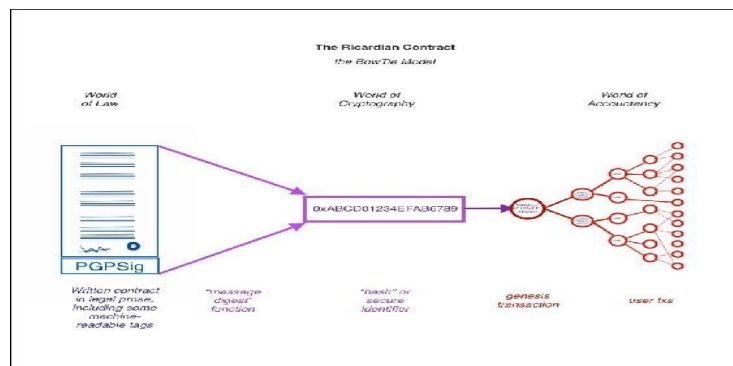 The Ricardian Contract
the BowTie Model
World
of Law
World of
Cryptography
World of
Accountancy
0xABCD01234EFAB6789
PGPSig
Written contract
in legal prose,
including some
machine-
readable tags
"message
digest"
function
"hash" or
secure
identifier
genesis
transaction
user txs